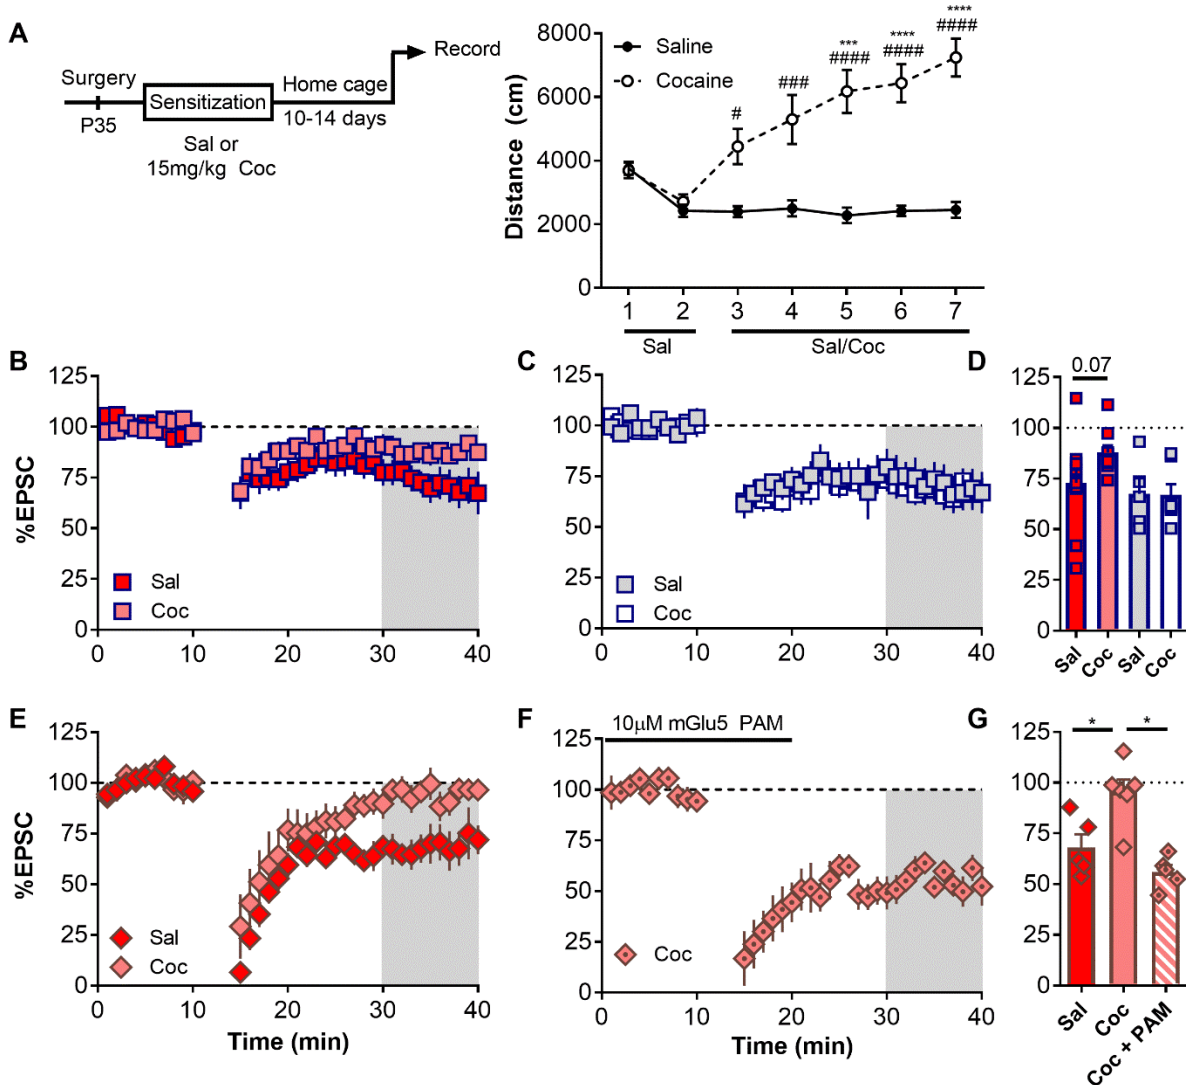 A
Surgery
P35
Sensitization
Sal or
15mg/kg Coc
Home cage
10-14 days
Record
Distance (cm)
8000
6000
4000
2000
0
Saline
Cocaine
#
###
***
####
****
####
****
####
1 2 3 4 5 6 7
Sal
Sal/Coc
B
%EPSC
125
100
75
50
25
0
Sal
Coc
0 10 20 30 40
C
125
100
75
50
25
0
Sal
Coc
0 10 20 30 40
D
0.07
125
100
75
50
25
0
Sal
Coc
Sal
Coc
E
%EPSC
125
100
75
50
25
0
Sal
Coc
0 10 20 30 40
Time (min)
F
10μM mGlu5 PAM
125
100
75
50
25
0
Coc
0 10 20 30 40
Time (min)
G
* *
125
100
75
50
25
0
Sal
Coc
Coc + PAM